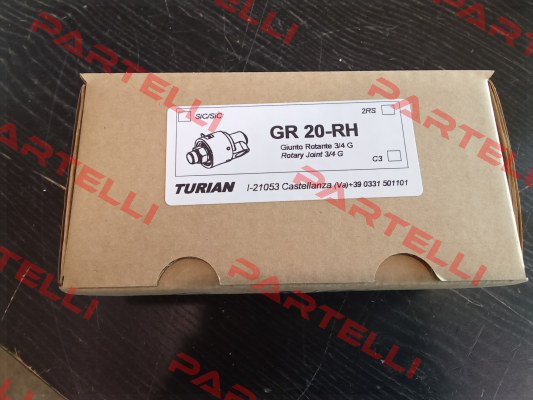 PARTELLI
SiC/SiC
2RS
GR 20-RH
Giunto Rotante 3/4 G
Rotary Joint 3/4 G
C3
TURIAN
I-21053 Castellanza (Va)+39 0331 501101
PARTELLI
PARTELLI
PARTELLI
PARTELLI
PARTELLI